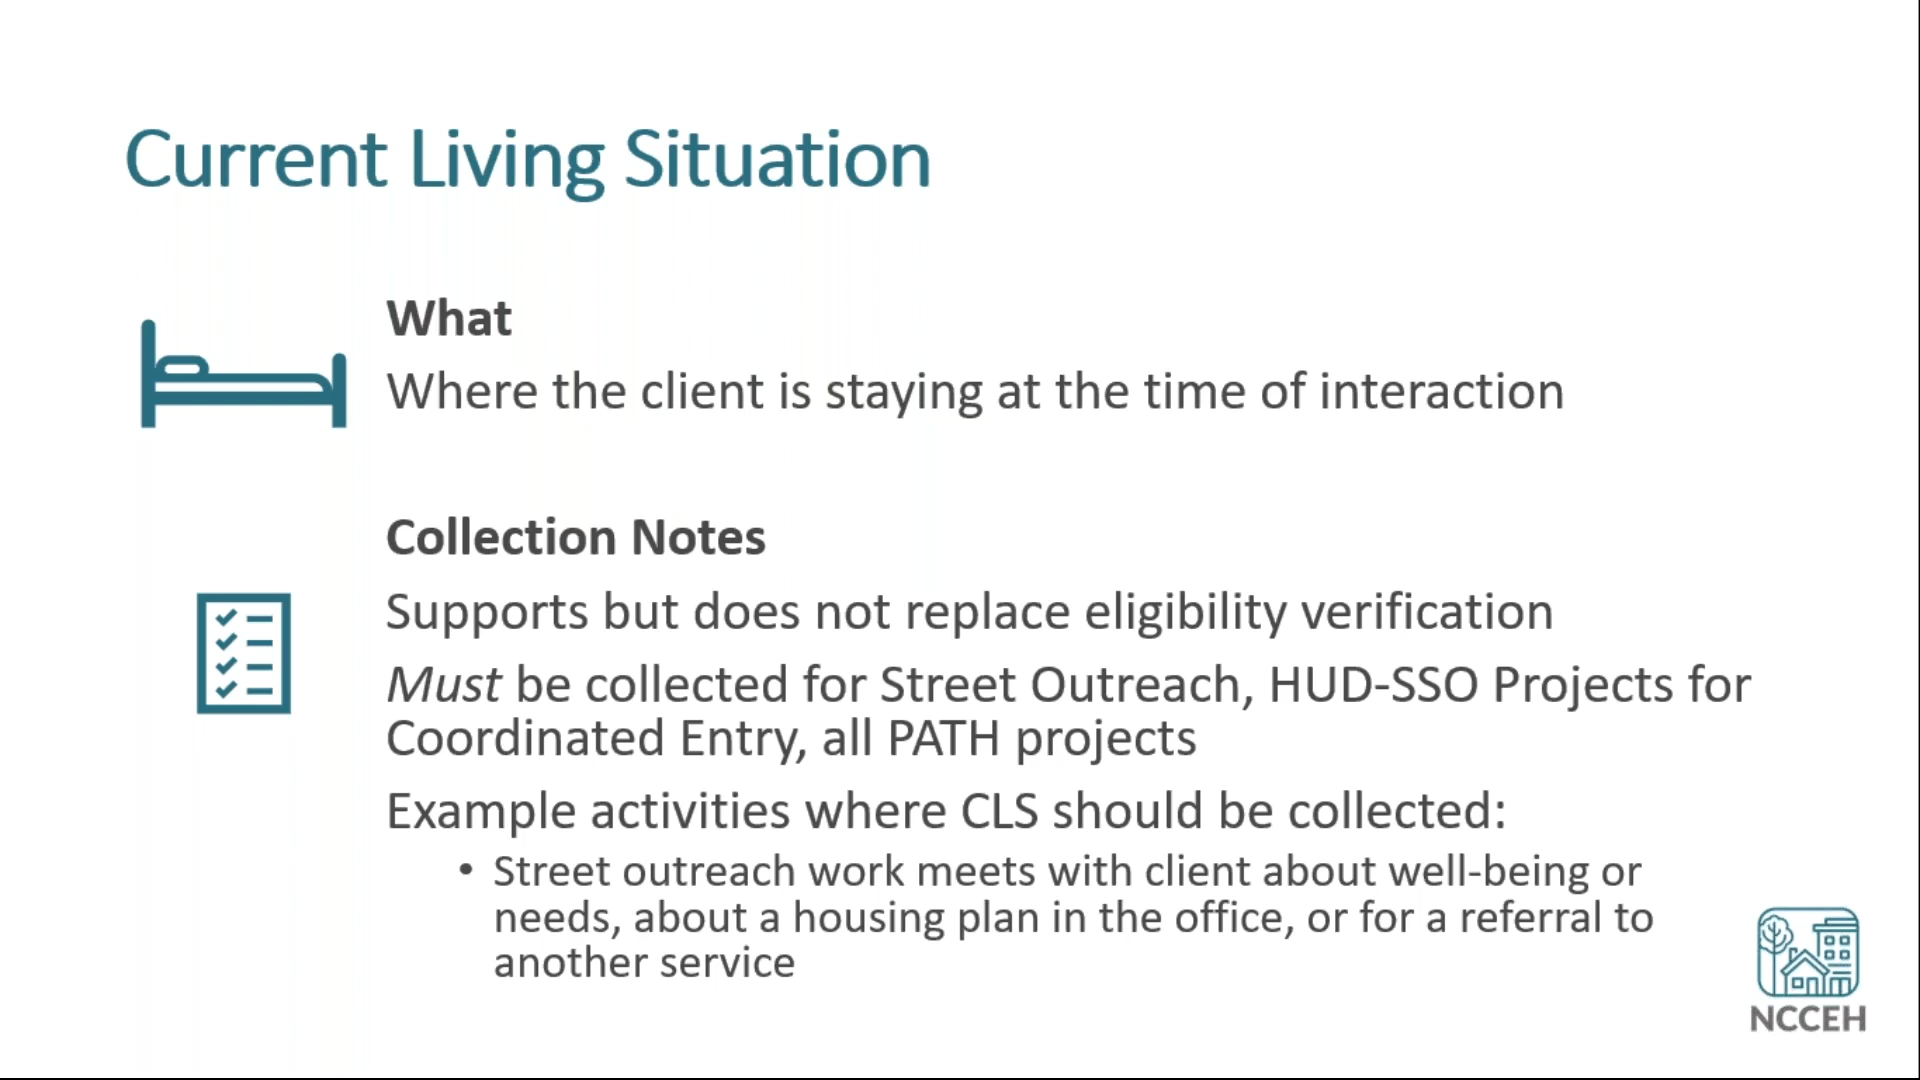 Current Living Situation
What
Where the client is staying at the time of interaction
Collection Notes
Supports but does not replace eligibility verification
Must be collected for Street Outreach, HUD-SSO Projects for
Coordinated Entry, all PATH projects
Example activities where CLS should be collected:
• Street outreach work meets with client about well-being or
needs, about a housing plan in the office, or for a referral to
another service
NCCEH